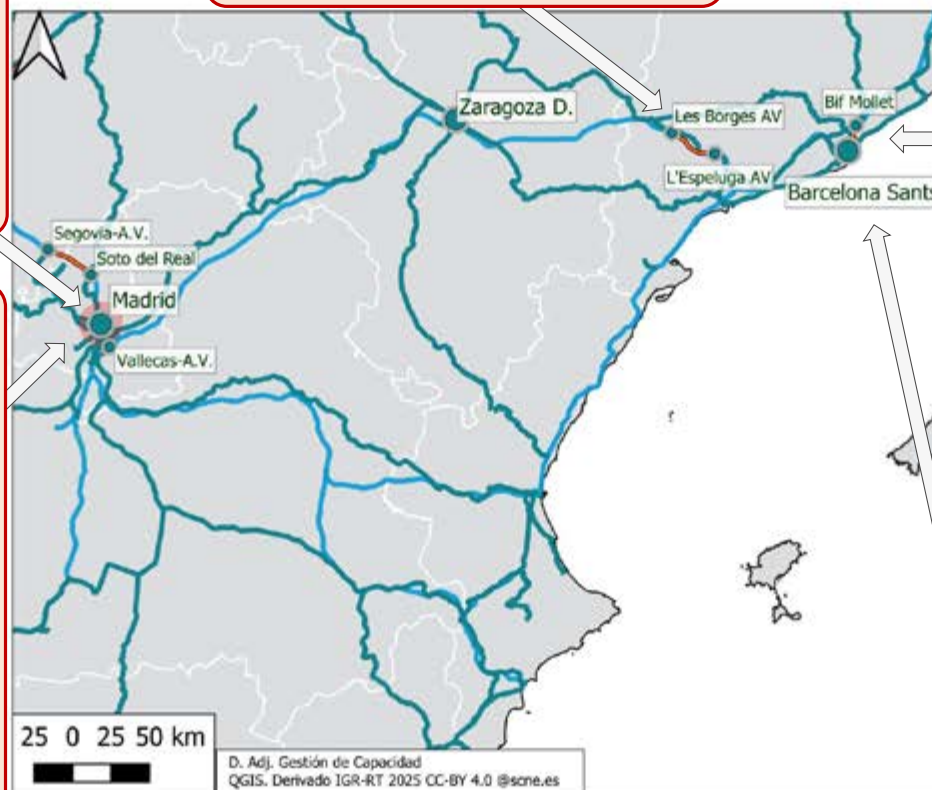 Zaragoza D.
Les Borges AV
Bif Mollet
L'Espeluga AV
Barcelona Sants
Segovia-A.V.
Soto del Real
Madrid
Vallecas-A.V.
25 0 25 50 km
D. Adj. Gestión de Capacidad
QGIS. Derivado IGR-RT 2025 CC-BY 4.0 @scne.es